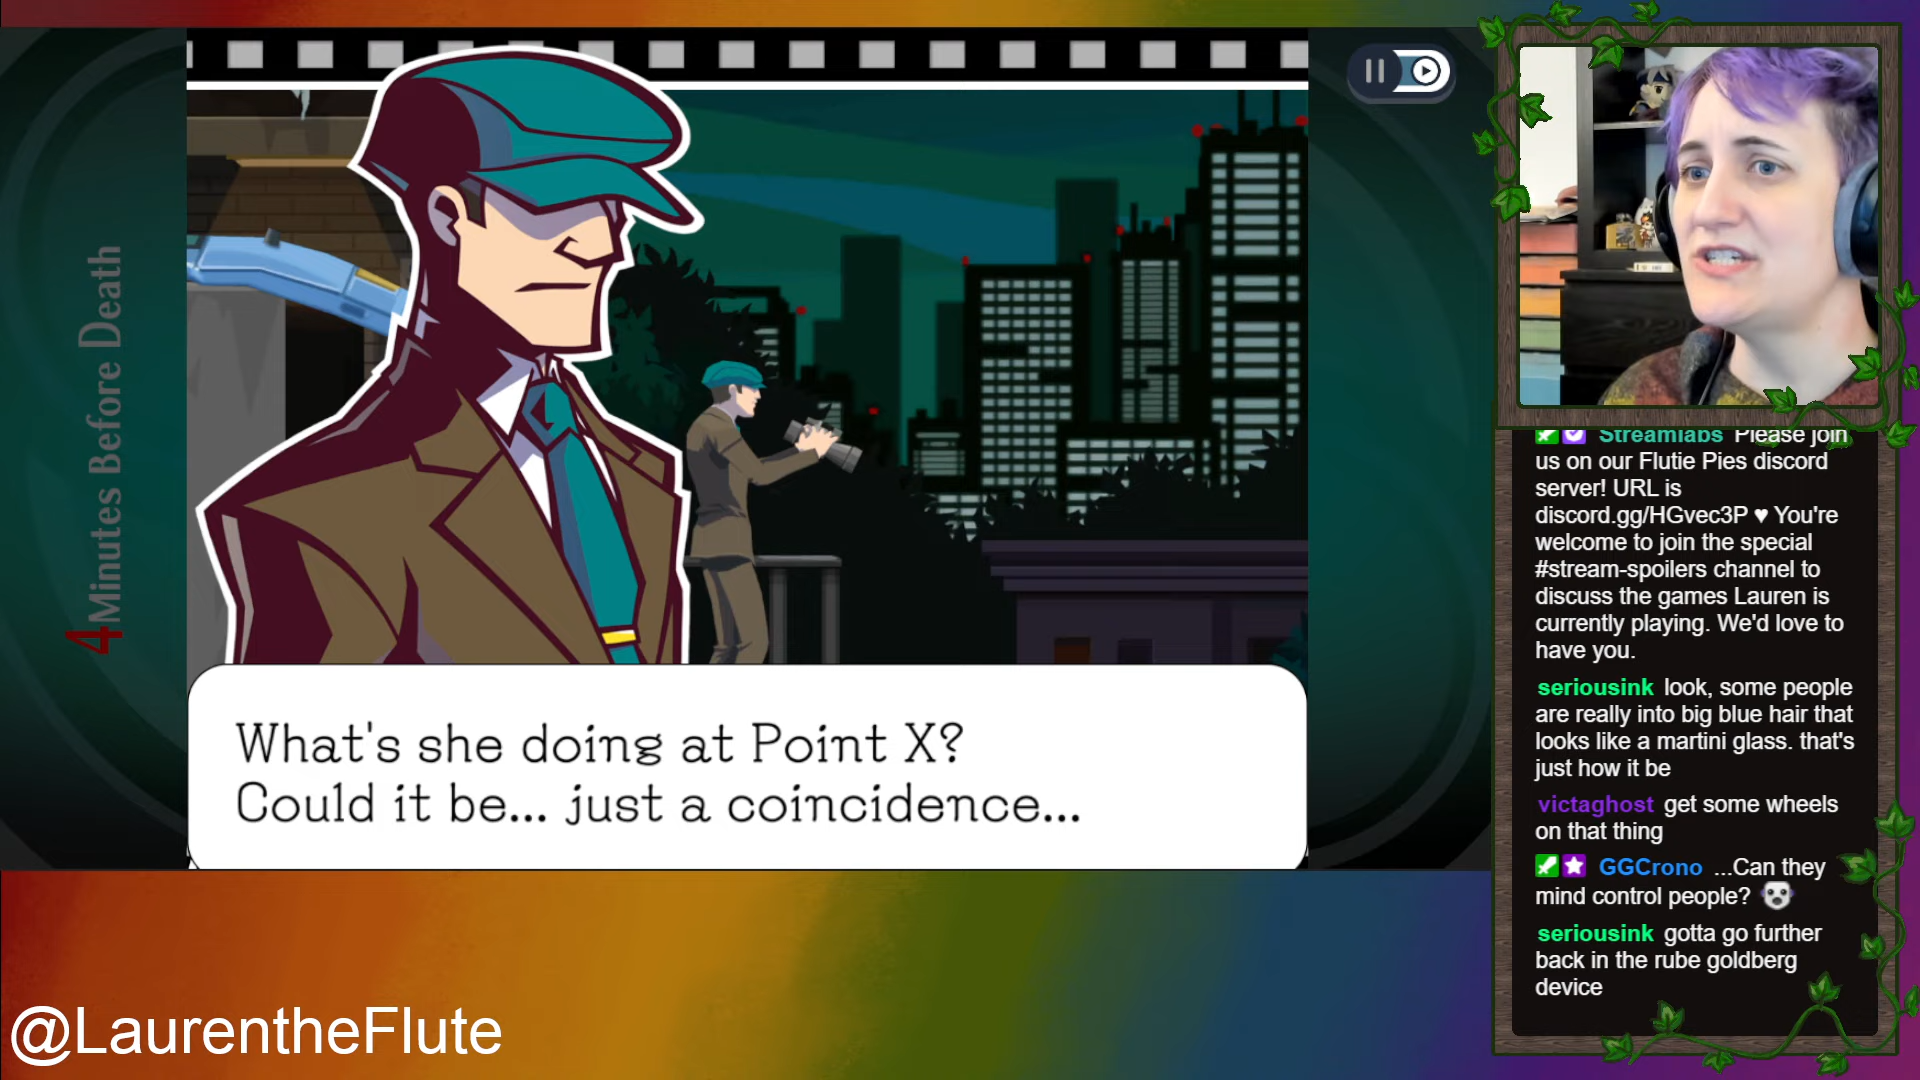 4 Minutes Before Death
What's she doing at Point X?
Could it be... just a coincidence...
@LaurentheFlute
Streamlabs Please join
us on our Flutie Pies discord
server! URL is
discord.gg/HGvec3P ♥ You're
welcome to join the special
#stream-spoilers channel to
discuss the games Lauren is
currently playing. We'd love to
have you.
seriousink look, some people
are really into big blue hair that
looks like a martini glass. that's
just how it be
victaghost get some wheels
on that thing
GGCrono ...Can they
mind control people?
seriousink gotta go further
back in the rube goldberg
device